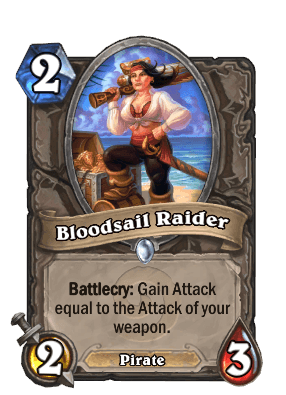 2
Bloodsail Raider
Battlecry: Gain Attack
equal to the Attack of your
weapon.
2
Pirate
3